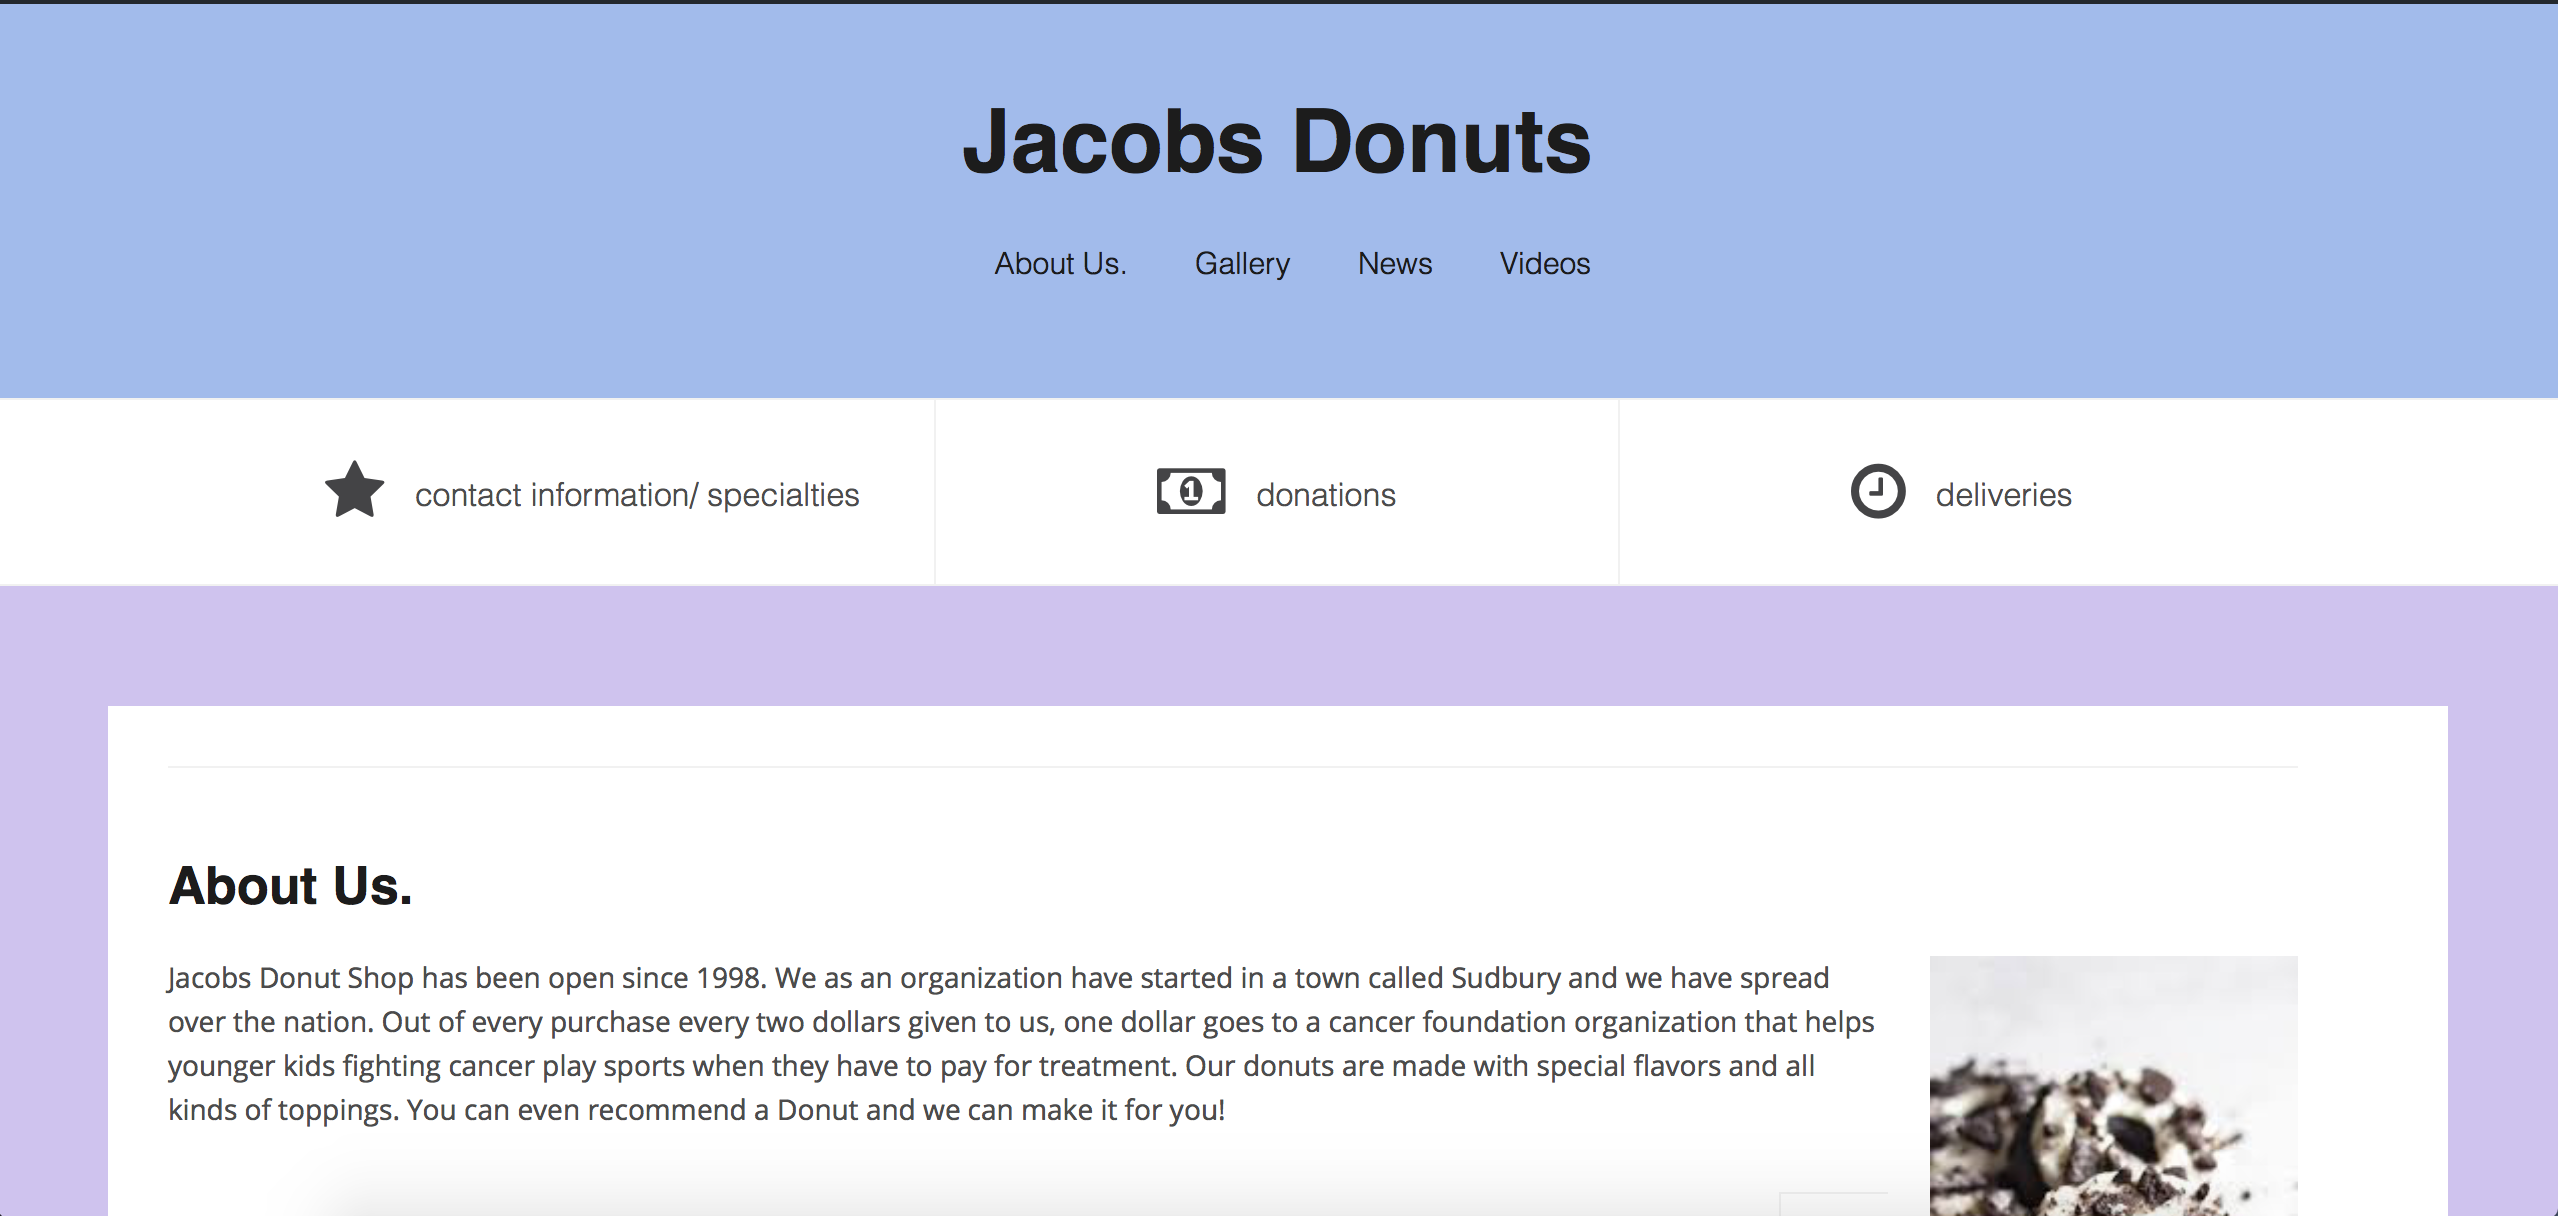 Jacobs Donuts
About Us. Gallery News Videos
contact information/ specialties donations deliveries
About Us.
Jacobs Donut Shop has been open since 1998. We as an organization have started in a town called Sudbury and we have spread
over the nation. Out of every purchase every two dollars given to us, one dollar goes to a cancer foundation organization that helps
younger kids fighting cancer play sports when they have to pay for treatment. Our donuts are made with special flavors and all
kinds of toppings. You can even recommend a Donut and we can make it for you!